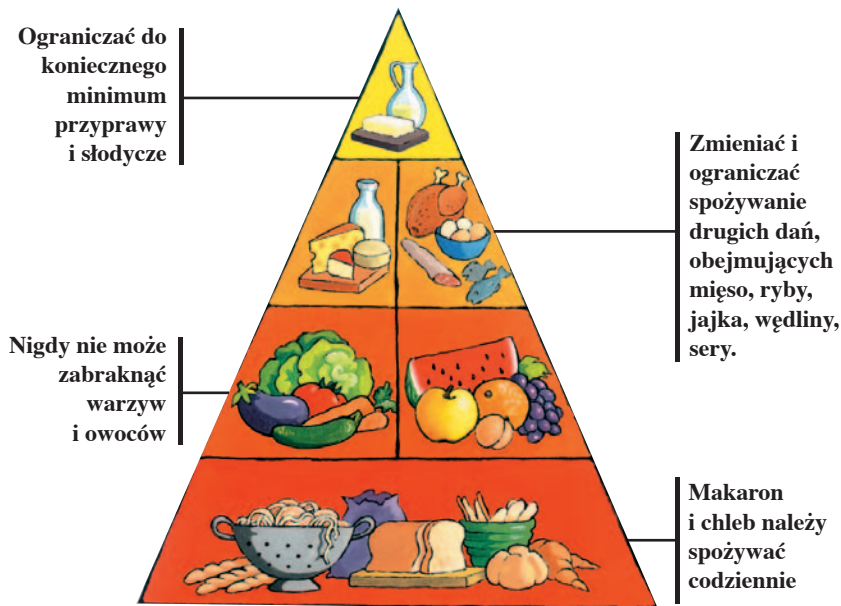 Ograniczać do
koniecznego
minimum
przyprawy
i słodycze
Zmieniać i
ograniczać
spożywanie
drugich dań,
obejmujących
mięso, ryby,
jajka, wędliny,
sery.
Nigdy nie może
zabraknąć
warzyw
i owoców
Makaron
i chleb należy
spożywać
codziennie